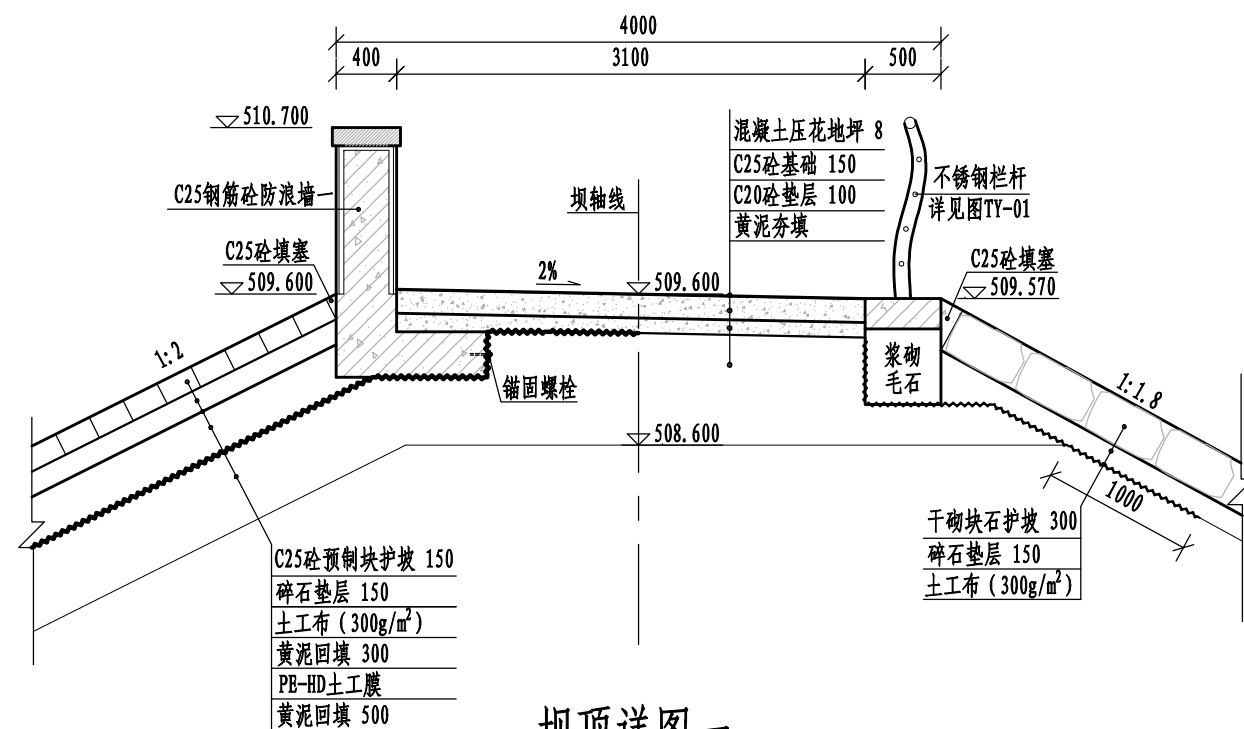 4000
400
3100
500
510.700
混凝土压花地坪 8
C25砼基础 150
C20砼垫层 100
黄泥夯填
不锈钢栏杆
详见图TY-01
C25钢筋砼防浪墙
坝轴线
C25砼填塞
509.600
2%
509.600
C25砼填塞
509.570
1:2
浆砌
毛石
锚固螺栓
1:1.8
508.600
1000
C25砼预制块护坡 150
碎石垫层 150
土工布（300g/m²）
黄泥回填 300
PE-HD土工膜
黄泥回填 500
干砌块石护坡 300
碎石垫层 150
土工布（300g/m²）
坝顶详图一